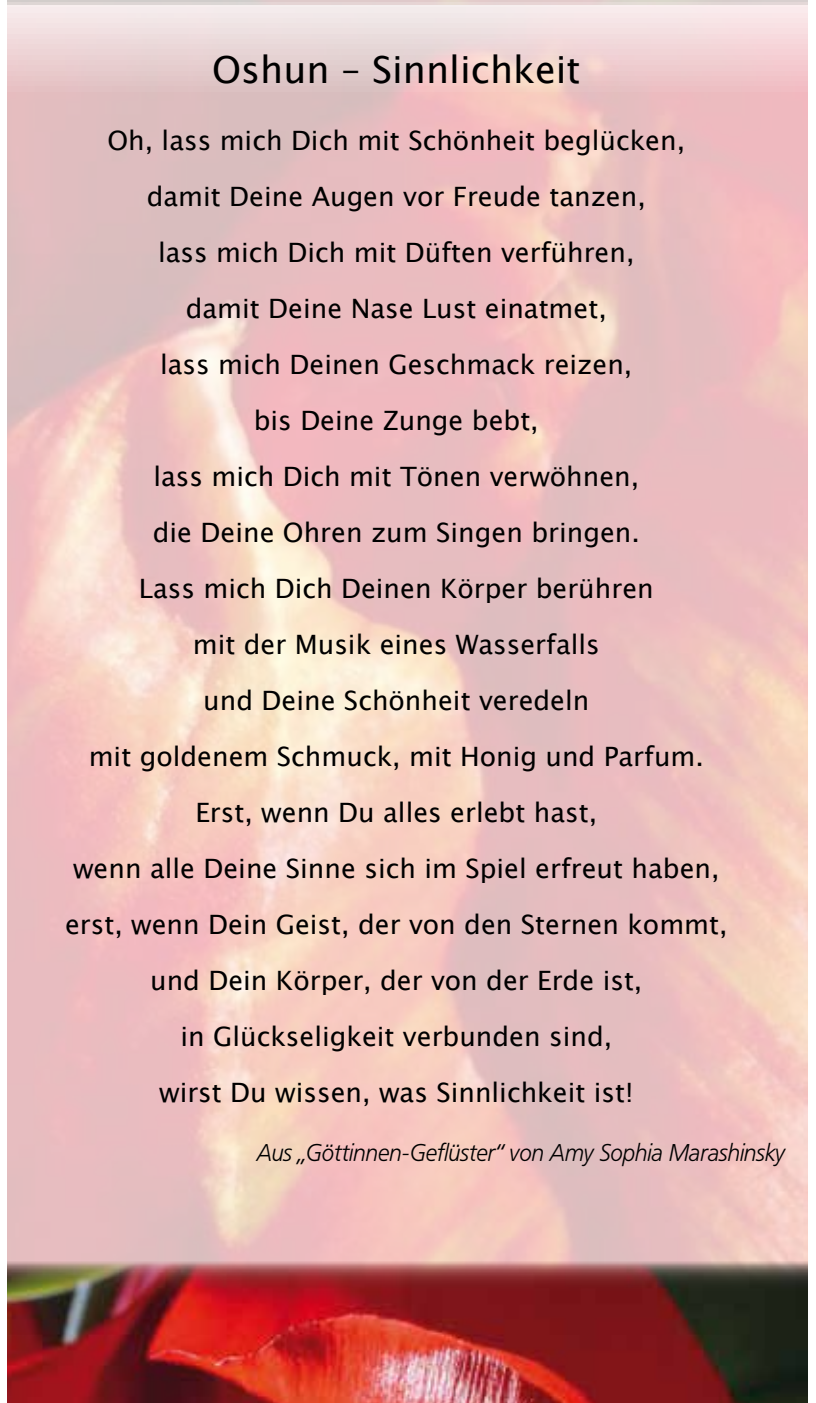 Oshun – Sinnlichkeit
Oh, lass mich Dich mit Schönheit beglücken,
damit Deine Augen vor Freude tanzen,
lass mich Dich mit Düften verführen,
damit Deine Nase Lust einatmet,
lass mich Deinen Geschmack reizen,
bis Deine Zunge bebt,
lass mich Dich mit Tönen verwöhnen,
die Deine Ohren zum Singen bringen.
Lass mich Dich Deinen Körper berühren
mit der Musik eines Wasserfalls
und Deine Schönheit veredeln
mit goldenem Schmuck, mit Honig und Parfum.
Erst, wenn Du alles erlebt hast,
wenn alle Deine Sinne sich im Spiel erfreut haben,
erst, wenn Dein Geist, der von den Sternen kommt,
und Dein Körper, der von der Erde ist,
in Glückseligkeit verbunden sind,
wirst Du wissen, was Sinnlichkeit ist!
Aus „Göttinnen-Geflüster“ von Amy Sophia Marashinsky